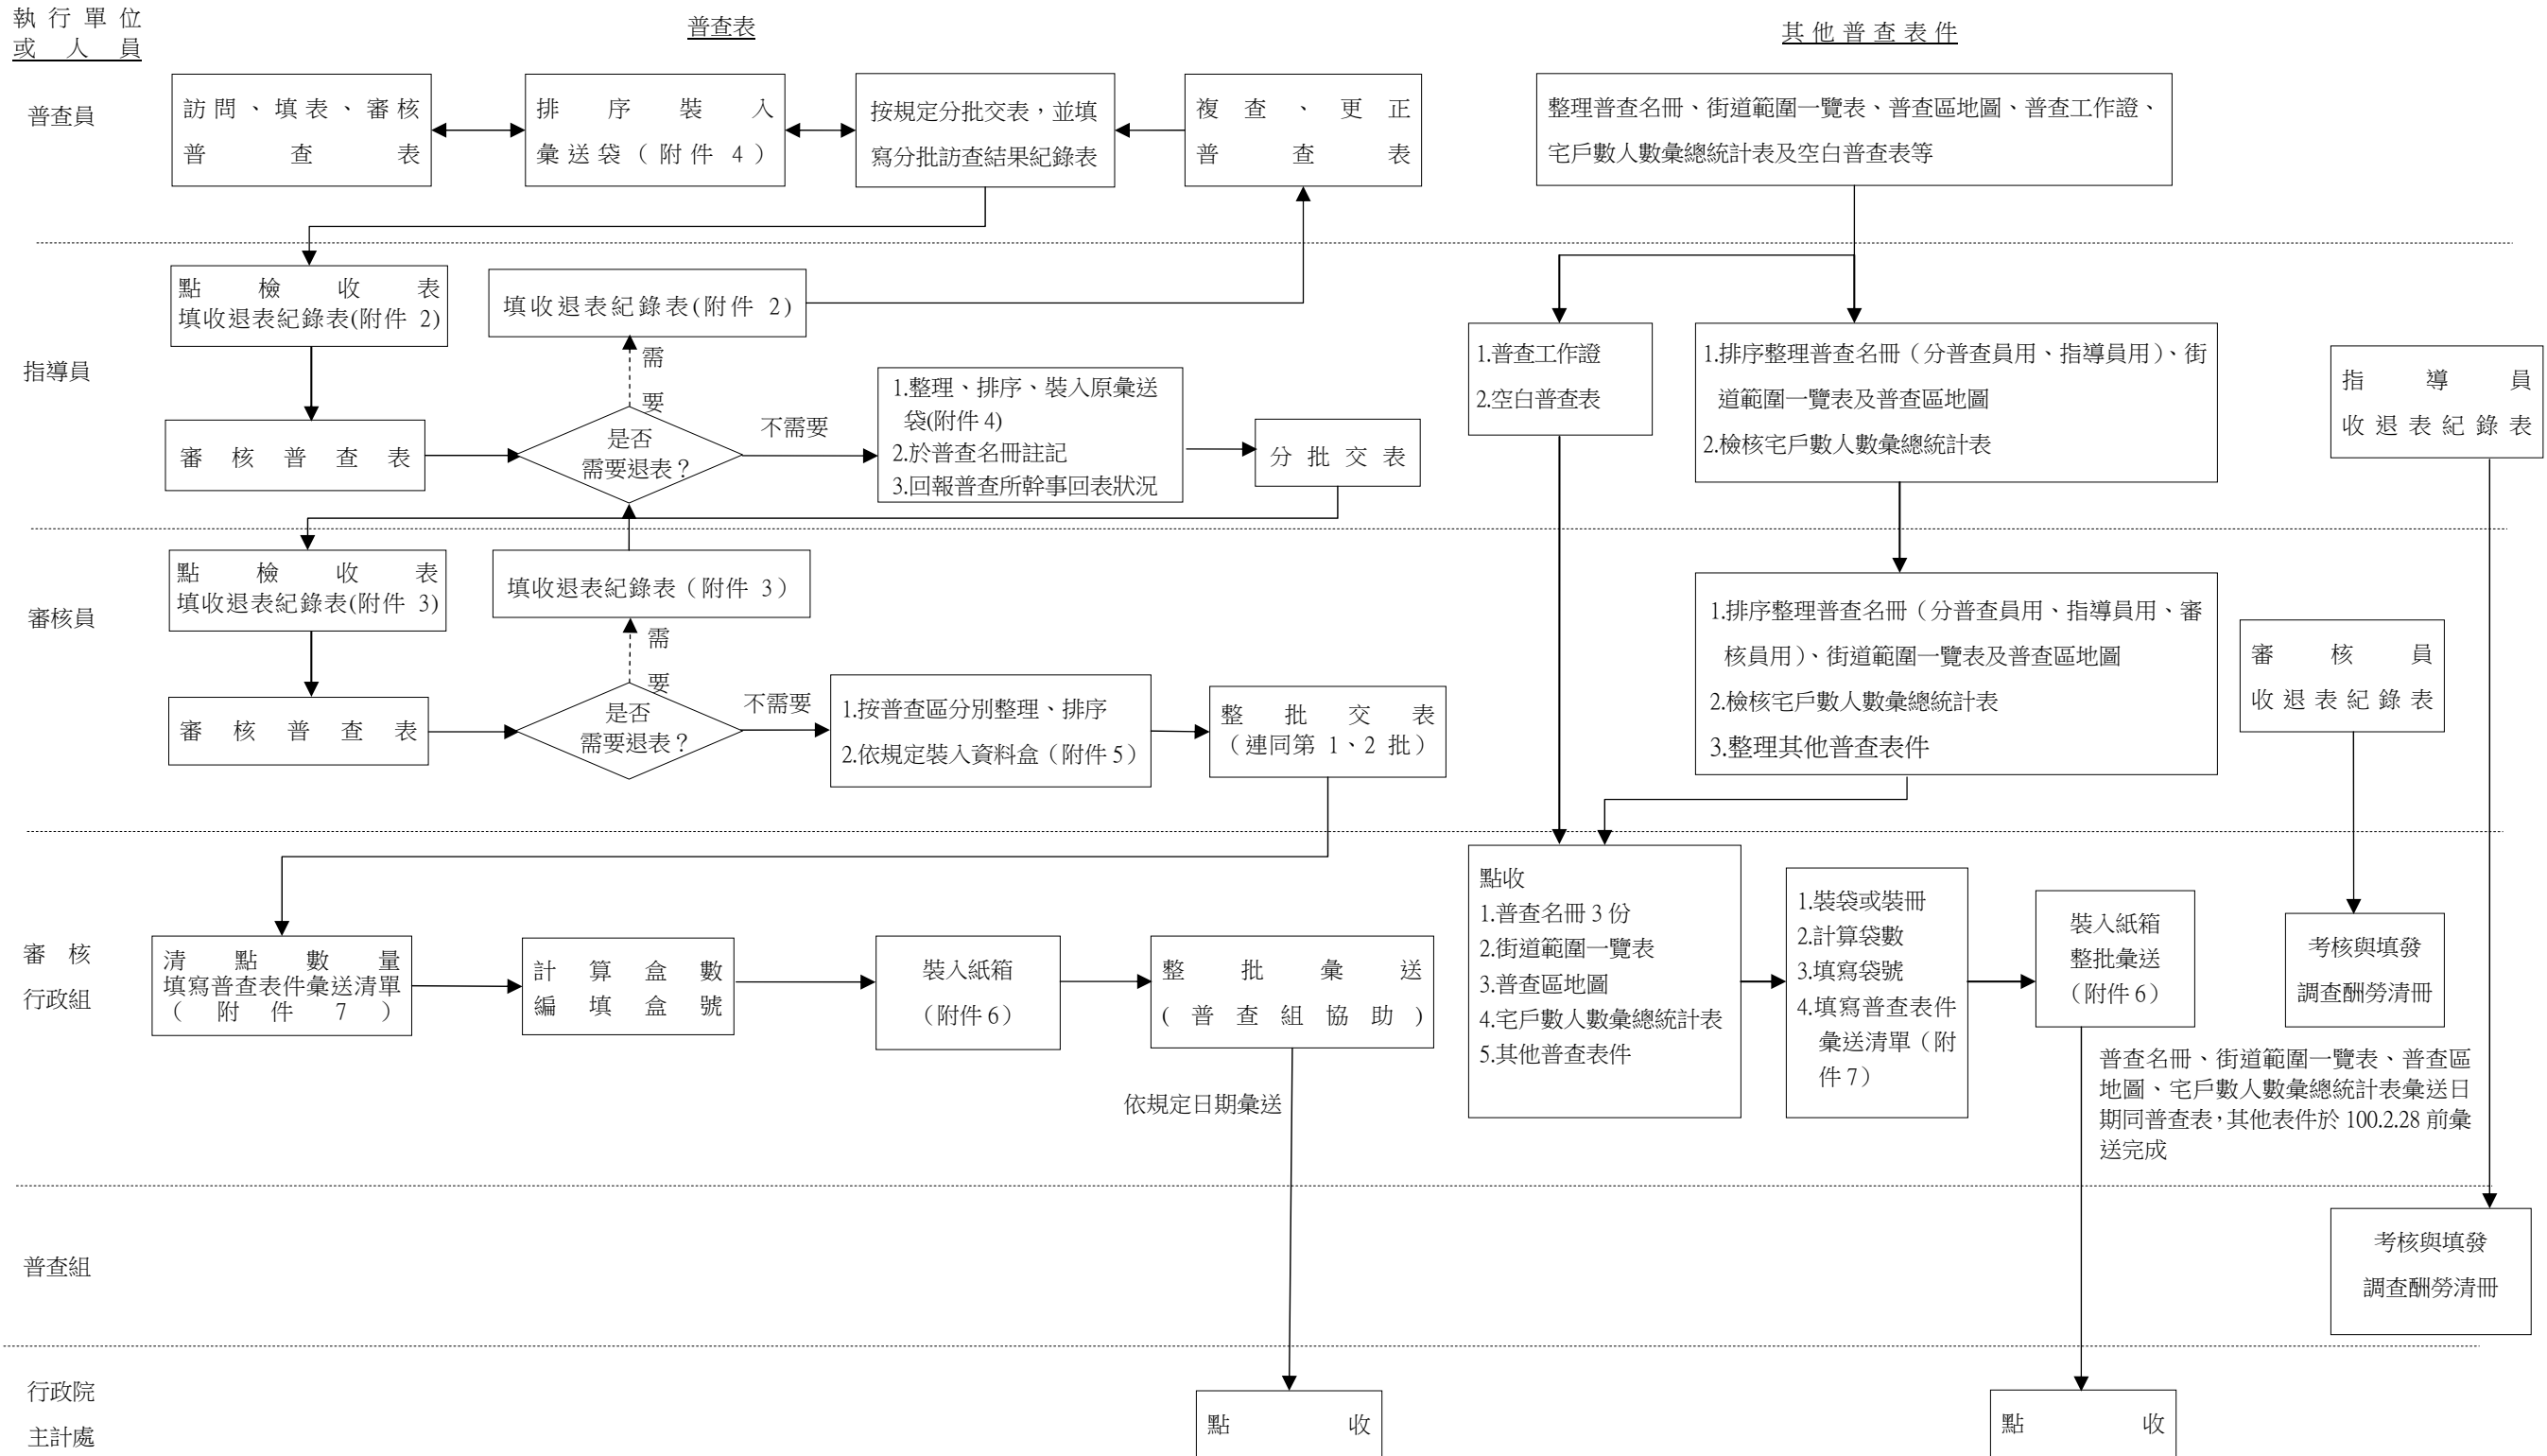 執行單位
或人員
普查表
其他普查表件
普查員
訪問、填表、審核
普查表
排序裝入
彙送袋（附件 4）
按規定分批交表，並填
寫分批訪查結果紀錄表
複查、更正
普查表
整理普查名冊、街道範圍一覽表、普查區地圖、普查工作證、
宅戶數人數彙總統計表及空白普查表等
指導員
點檢收表
填收退表紀錄表(附件 2)
填收退表紀錄表(附件 2)
需
要
審核普查表
是否
需要退表？
不需要
1.整理、排序、裝入原彙送
袋(附件4)
2.於普查名冊註記
3.回報普查所幹事回表狀況
分批交表
1.普查工作證
2.空白普查表
1.排序整理普查名冊（分普查員用、指導員用）、街
道範圍一覽表及普查區地圖
2.檢核宅戶數人數彙總統計表
指導員
收退表紀錄表
審核員
點檢收表
填收退表紀錄表(附件 3)
填收退表紀錄表（附件 3）
需
要
審核普查表
是否
需要退表？
不需要
1.按普查區分別整理、排序
2.依規定裝入資料盒（附件5）
整批交表
（連同第 1、2 批）
1.排序整理普查名冊（分普查員用、指導員用、審
核員用）、街道範圍一覽表及普查區地圖
2.檢核宅戶數人數彙總統計表
3.整理其他普查表件
審核員
收退表紀錄表
審核
行政組
清點數量
填寫普查表件彙送清單
（附件 7）
計算盒數
編填盒號
裝入紙箱
（附件6）
整批彙送
(普查組協助)
依規定日期彙送
點收
1.普查名冊 3 份
2.街道範圍一覽表
3.普查區地圖
4.宅戶數人數彙總統計表
5.其他普查表件
1.裝袋或裝冊
2.計算袋數
3.填寫袋號
4.填寫普查表件
彙送清單（附
件 7）
裝入紙箱
整批彙送
（附件6）
考核與填發
調查酬勞清冊
普查名冊、街道範圍一覽表、普查區
地圖、宅戶數人數彙總統計表彙送日
期同普查表，其他表件於 100.2.28 前彙
送完成
普查組
考核與填發
調查酬勞清冊
行政院
主計處
點收
點收